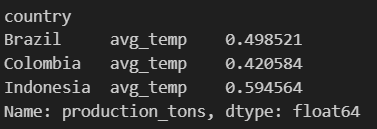 country
Brazil avg_temp 0.498521
Colombia avg_temp 0.420584
Indonesia avg_temp 0.594564
Name: production_tons, dtype: float64